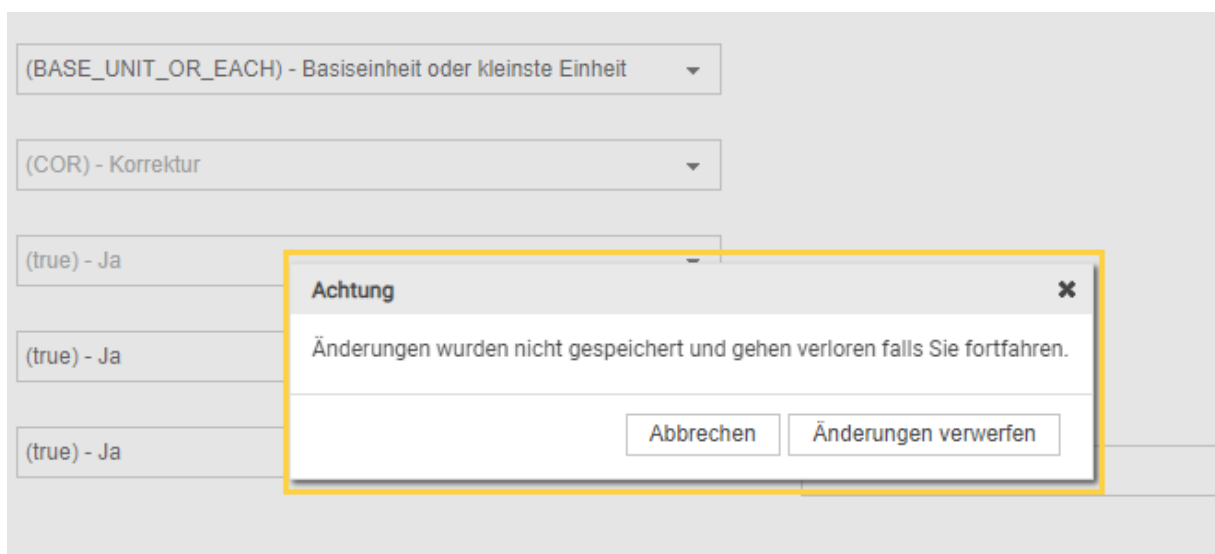 (BASE_UNIT_OR_EACH) - Basiseinheit oder kleinste Einheit
(COR) - Korrektur
(true) - Ja
Achtung
Änderungen wurden nicht gespeichert und gehen verloren falls Sie fortfahren.
(true) - Ja
Abbrechen Änderungen verwerfen
(true) - Ja